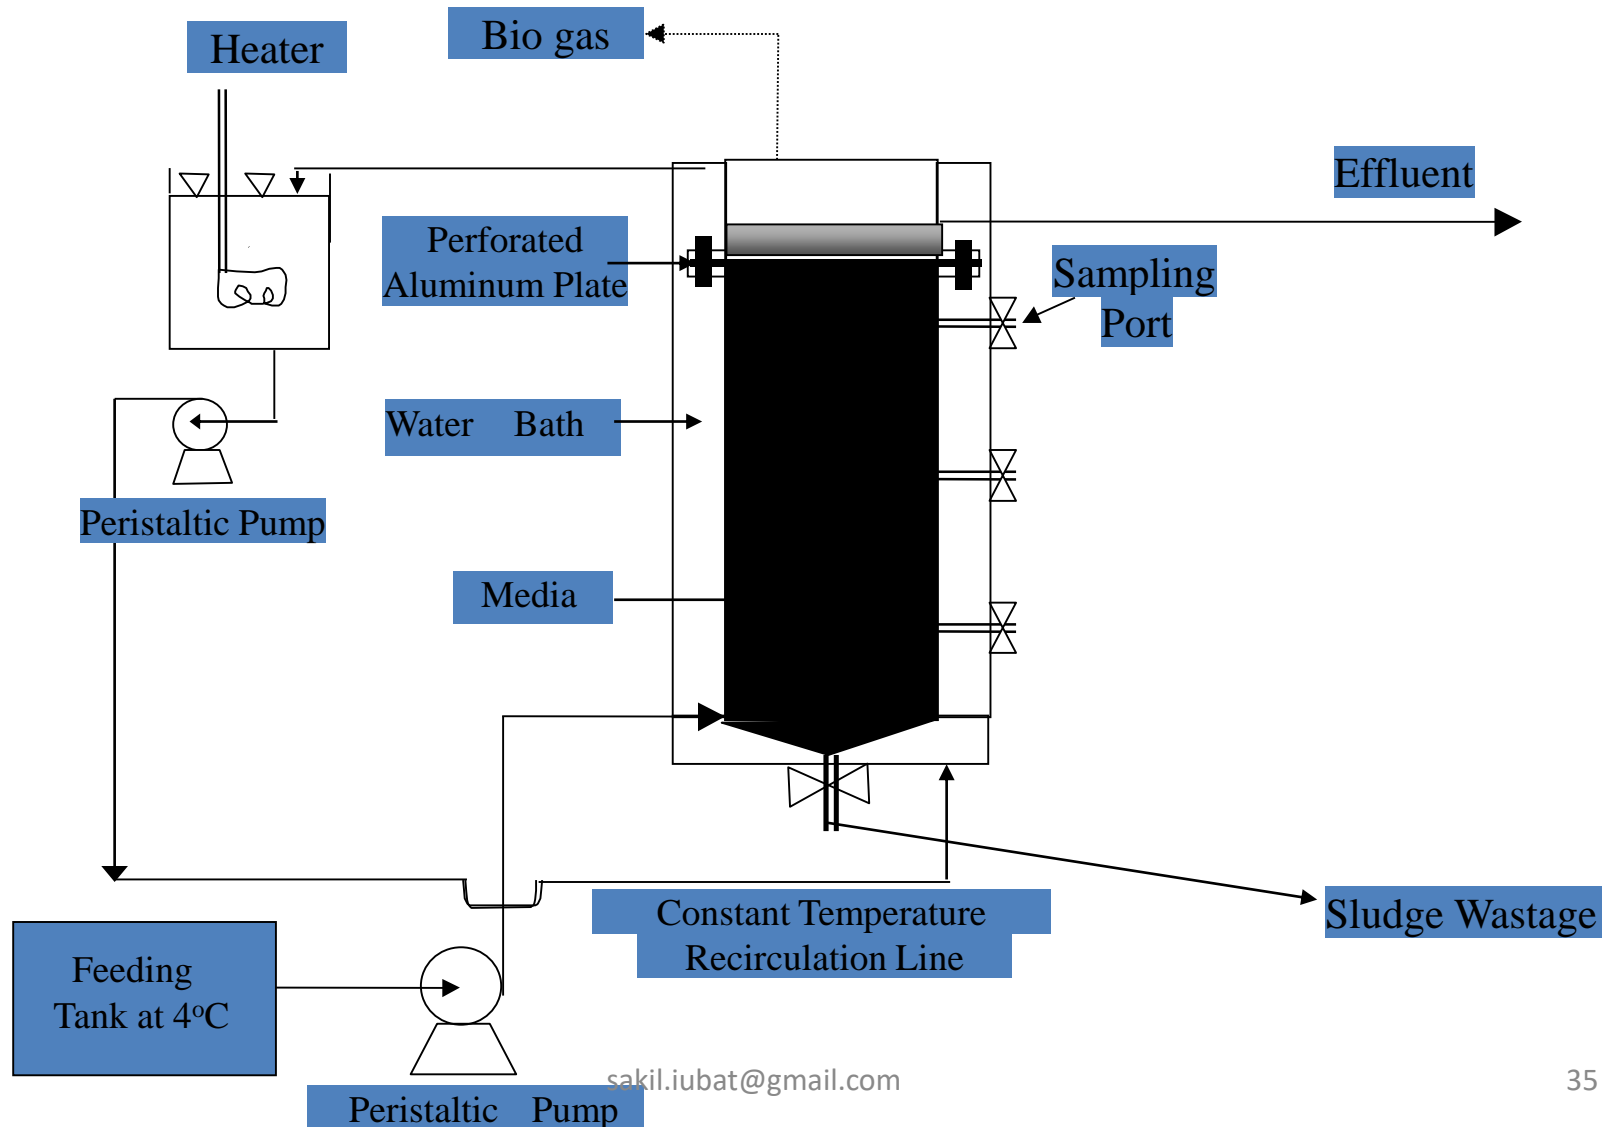 Bio gas
Heater
Effluent
Perforated
Aluminum Plate
Sampling
Port
Water Bath
Peristaltic Pump
Media
Constant Temperature
Recirculation Line
Sludge Wastage
Feeding
Tank at 4°C
sakil.iubat@gmail.com
35
Peristaltic Pump